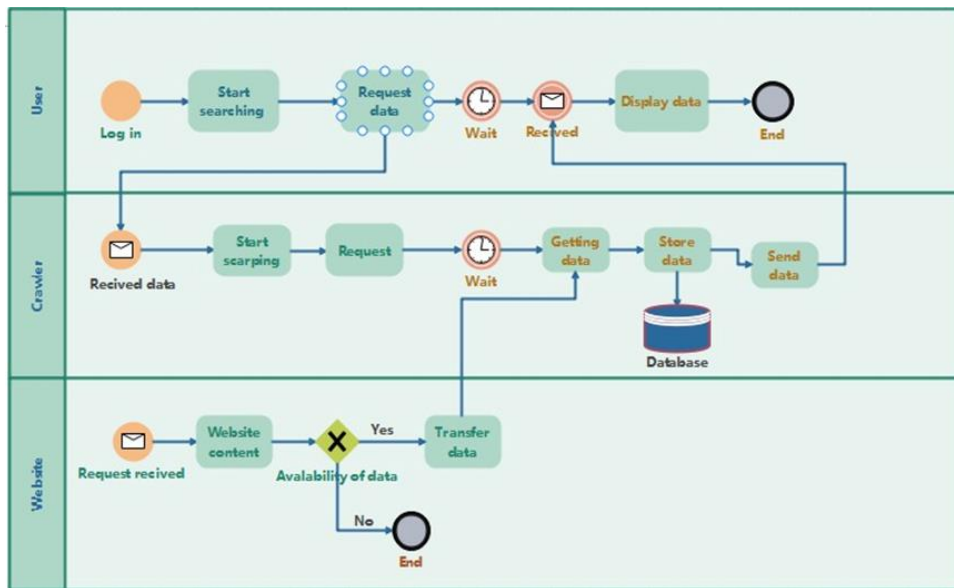 User
Log in
Start
searching
Request
data
Wait
Recived
Display data
End
Crawler
Recived data
Start
scarping
Request
Wait
Getting
data
Store
data
Send
data
Database
Website
Request recived
Website
content
Avalability of data
Yes
No
Transfer
data
End